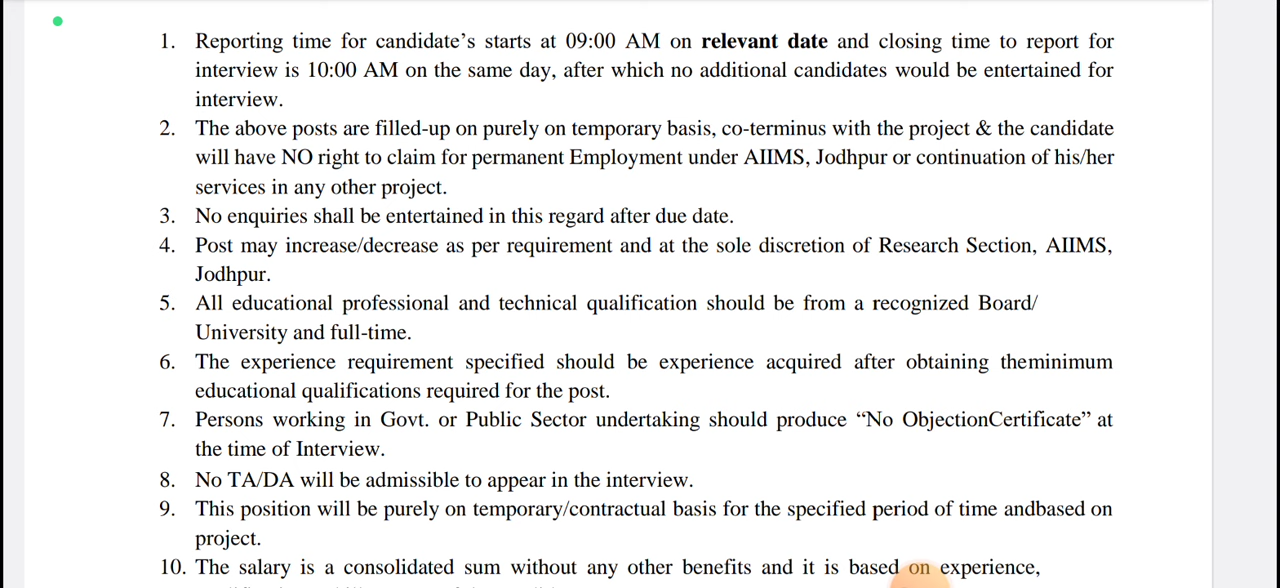 1. Reporting time for candidate’s starts at 09:00 AM on relevant date and closing time to report for
interview is 10:00 AM on the same day, after which no additional candidates would be entertained for
interview.
2. The above posts are filled-up on purely on temporary basis, co-terminus with the project & the candidate
will have NO right to claim for permanent Employment under AIIMS, Jodhpur or continuation of his/her
services in any other project.
3. No enquiries shall be entertained in this regard after due date.
4. Post may increase/decrease as per requirement and at the sole discretion of Research Section, AIIMS,
Jodhpur.
5. All educational professional and technical qualification should be from a recognized Board/
University and full-time.
6. The experience requirement specified should be experience acquired after obtaining theminimum
educational qualifications required for the post.
7. Persons working in Govt. or Public Sector undertaking should produce “No ObjectionCertificate” at
the time of Interview.
8. No TA/DA will be admissible to appear in the interview.
9. This position will be purely on temporary/contractual basis for the specified period of time andbased on
project.
10. The salary is a consolidated sum without any other benefits and it is based on experience,